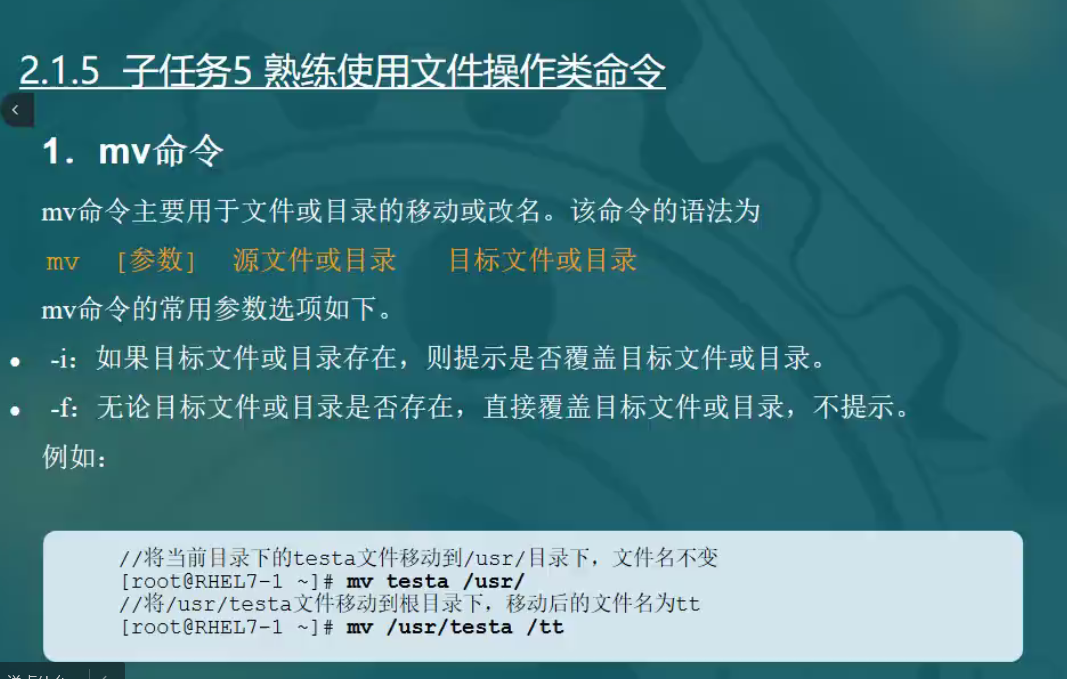 2.1.5 子任务5 熟练使用文件操作类命令
1. mv命令
mv命令主要用于文件或目录的移动或改名。该命令的语法为
mv [参数] 源文件或目录 目标文件或目录
mv命令的常用参数选项如下。
-i：如果目标文件或目录存在，则提示是否覆盖目标文件或目录。
-f：无论目标文件或目录是否存在，直接覆盖目标文件或目录，不提示。
例如：
//将当前目录下的testa文件移动到/usr/目录下，文件名不变
[root@RHEL7-1 ~]# mv testa /usr/
//将/usr/testa文件移动到根目录下，移动后的文件名为tt
[root@RHEL7-1 ~]# mv /usr/testa /tt